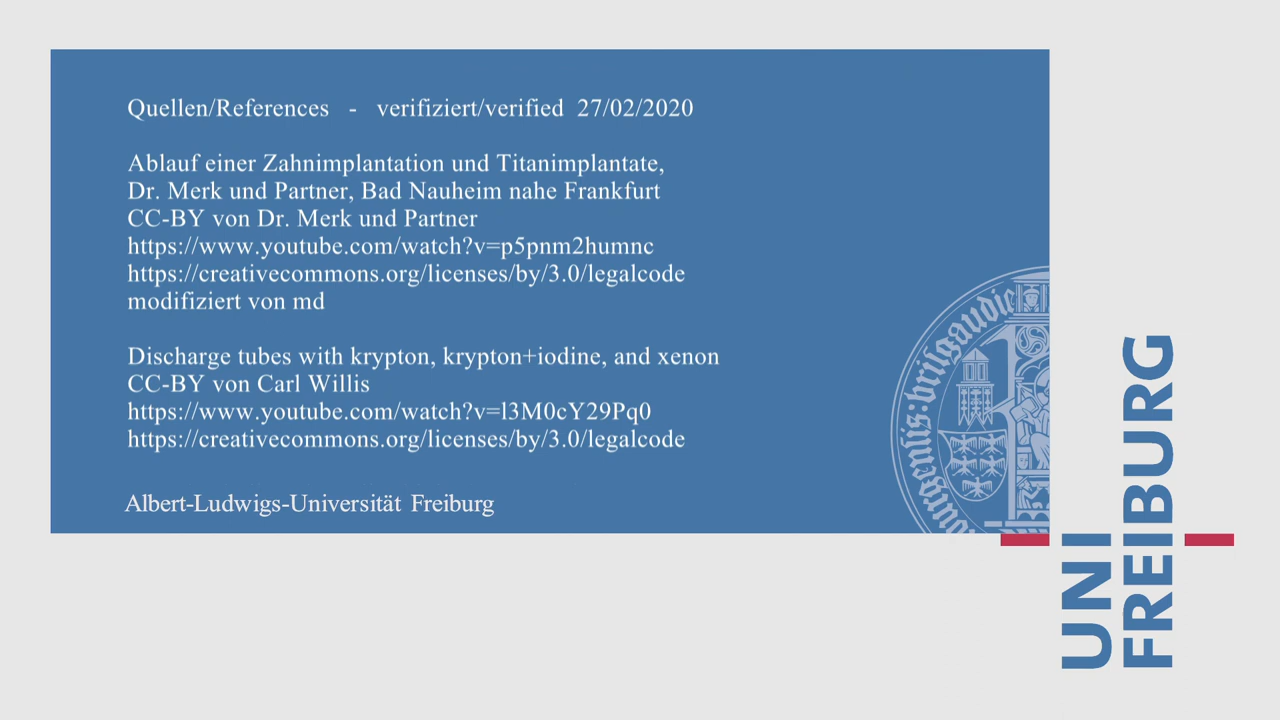 Quellen/References - verifiziert/verified 27/02/2020
Ablauf einer Zahnimplantation und Titanimplantate,
Dr. Merk und Partner, Bad Nauheim nahe Frankfurt
CC-BY von Dr. Merk und Partner
https://www.youtube.com/watch?v=p5pnm2humnc
https://creativecommons.org/licenses/by/3.0/legalcode
modifiziert von md
Discharge tubes with krypton, krypton+iodine, and xenon
CC-BY von Carl Willis
https://www.youtube.com/watch?v=l3M0cY29Pq0
https://creativecommons.org/licenses/by/3.0/legalcode
Albert-Ludwigs-Universität Freiburg
UNI
FREIBURG